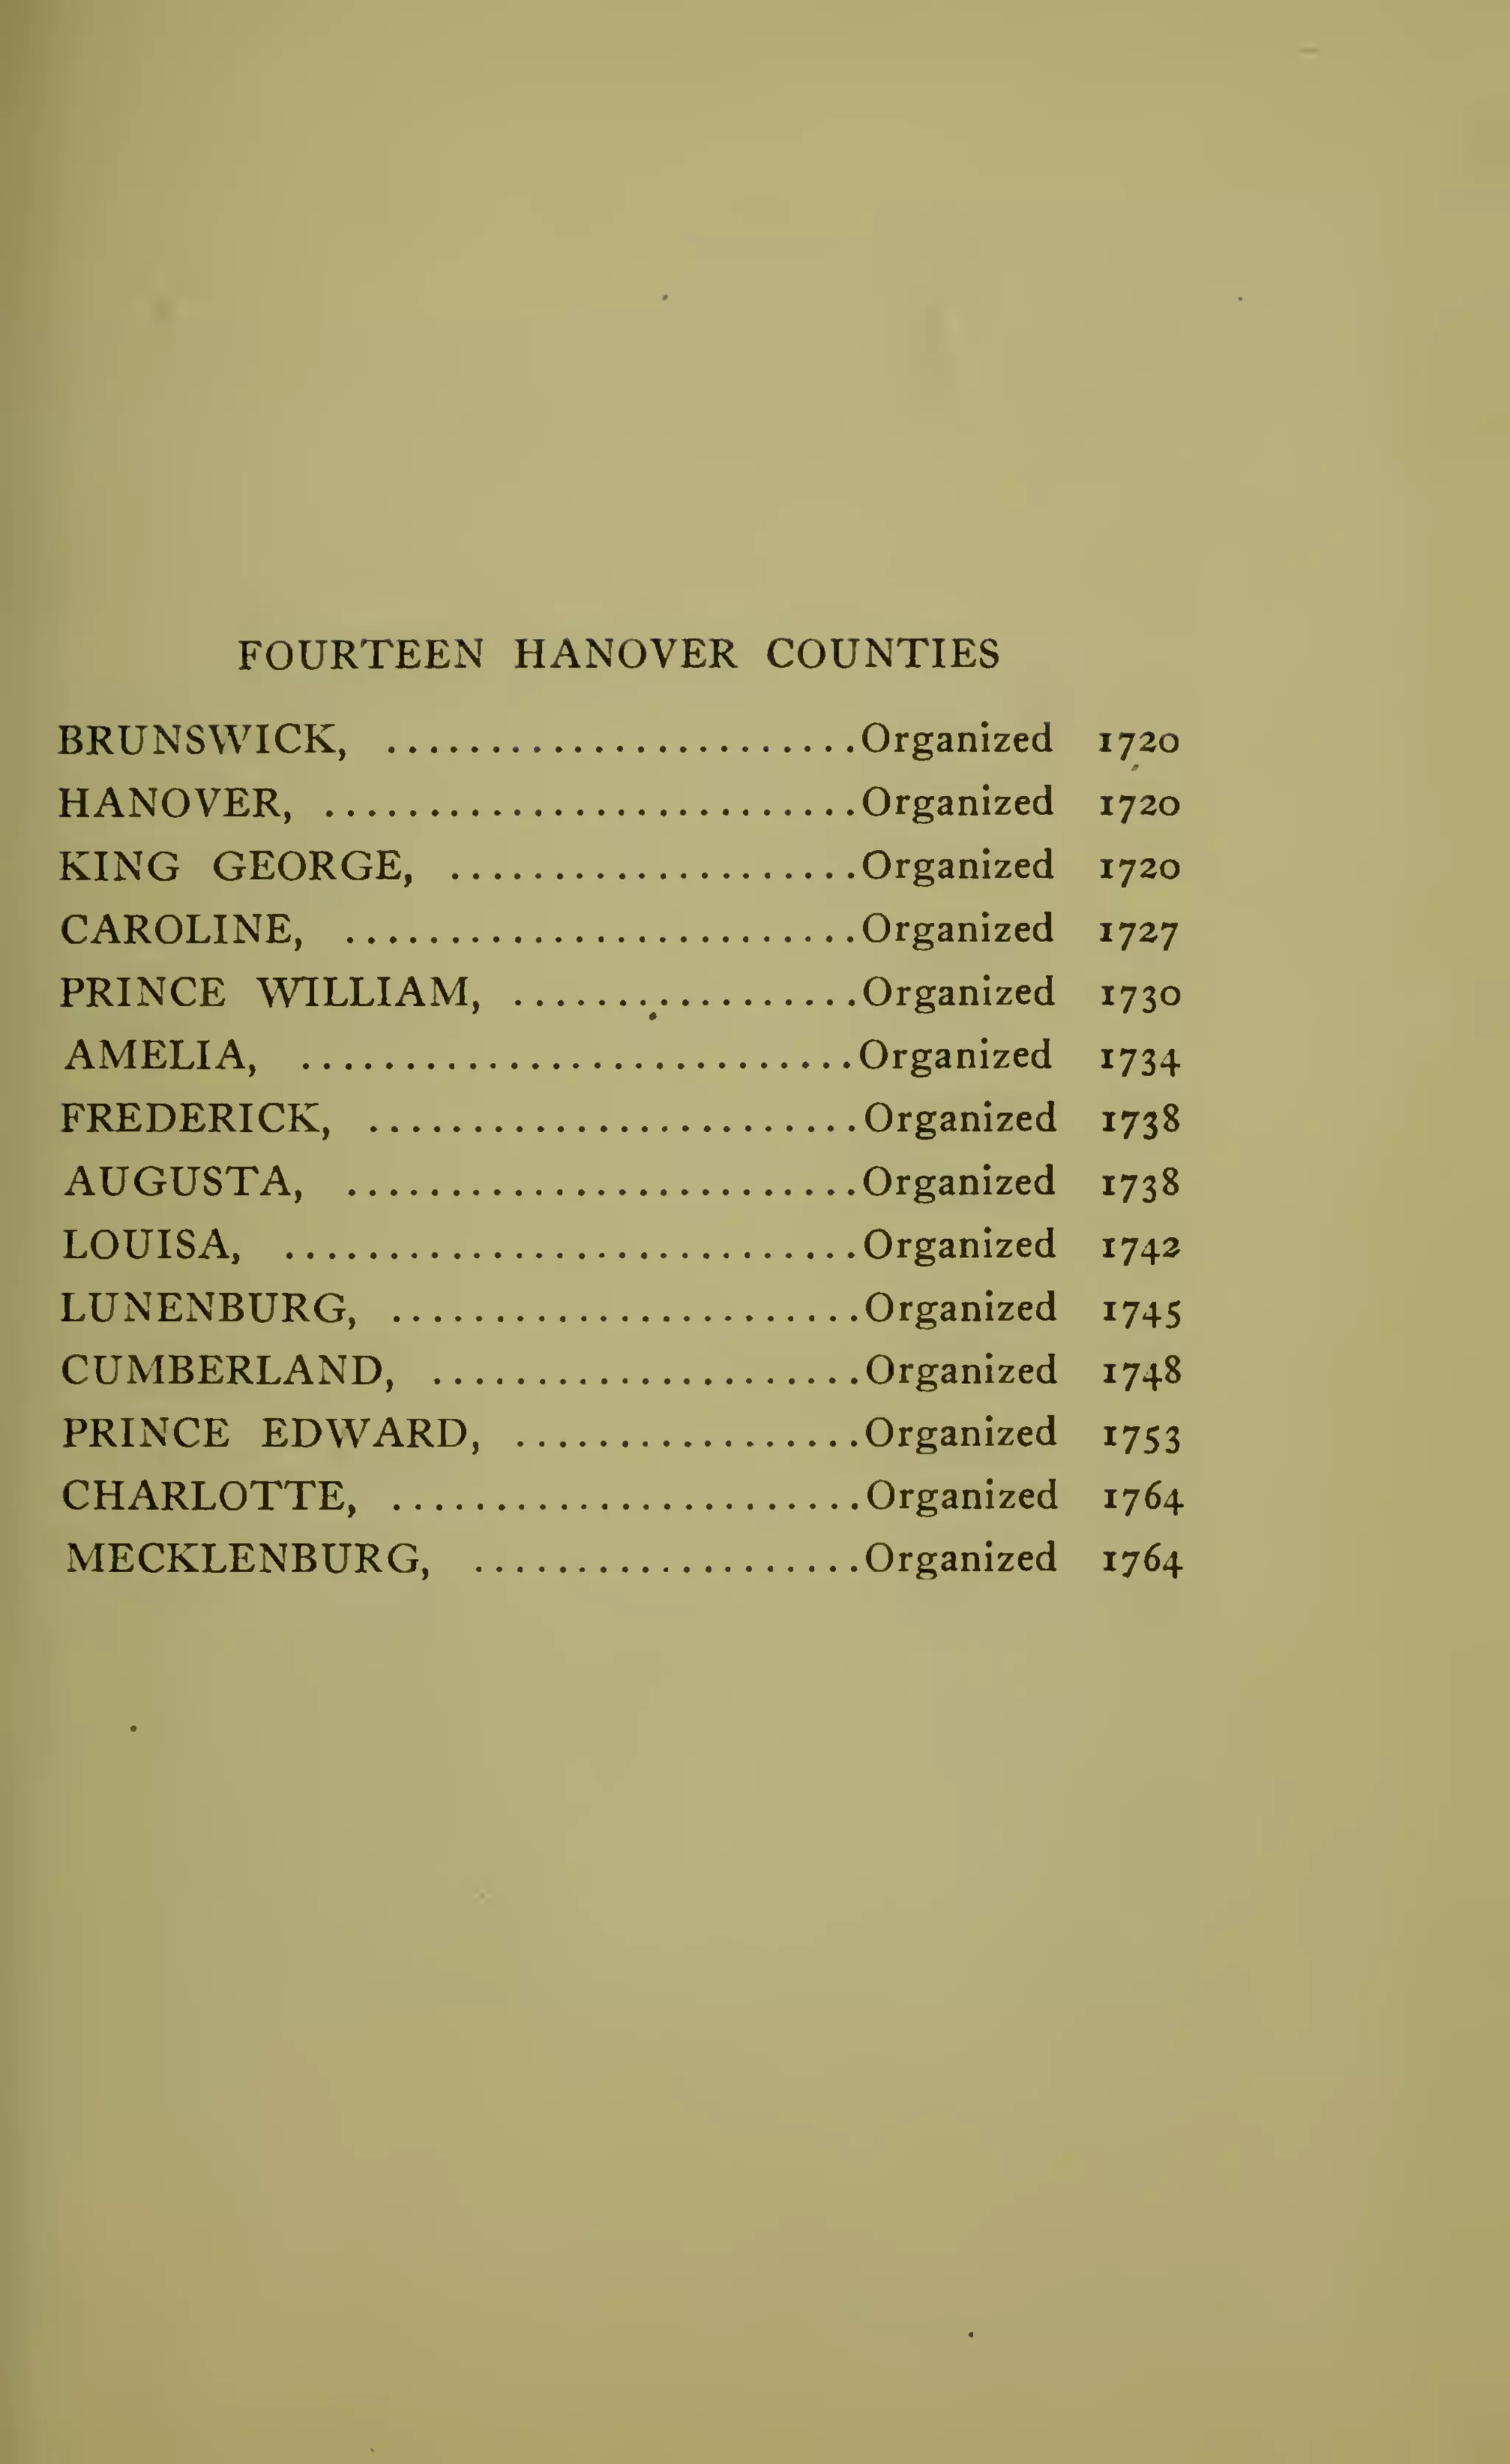 FOURTEEN HANOVER COUNTIES
BRUNSWICK, .......................Organized 1720
HANOVER, ..........................Organized 1720
KING GEORGE, ....................Organized 1720
CAROLINE, .........................Organized 1727
PRINCE WILLIAM, .................Organized 1730
AMELIA, ...........................Organized 1734
FREDERICK, ........................Organized 1738
AUGUSTA, .........................Organized 1738
LOUISA, ............................Organized 1742
LUNENBURG, .......................Organized 1745
CUMBERLAND, .....................Organized 1748
PRINCE EDWARD, .................Organized 1753
CHARLOTTE, .......................Organized 1764
MECKLENBURG, ...................Organized 1764